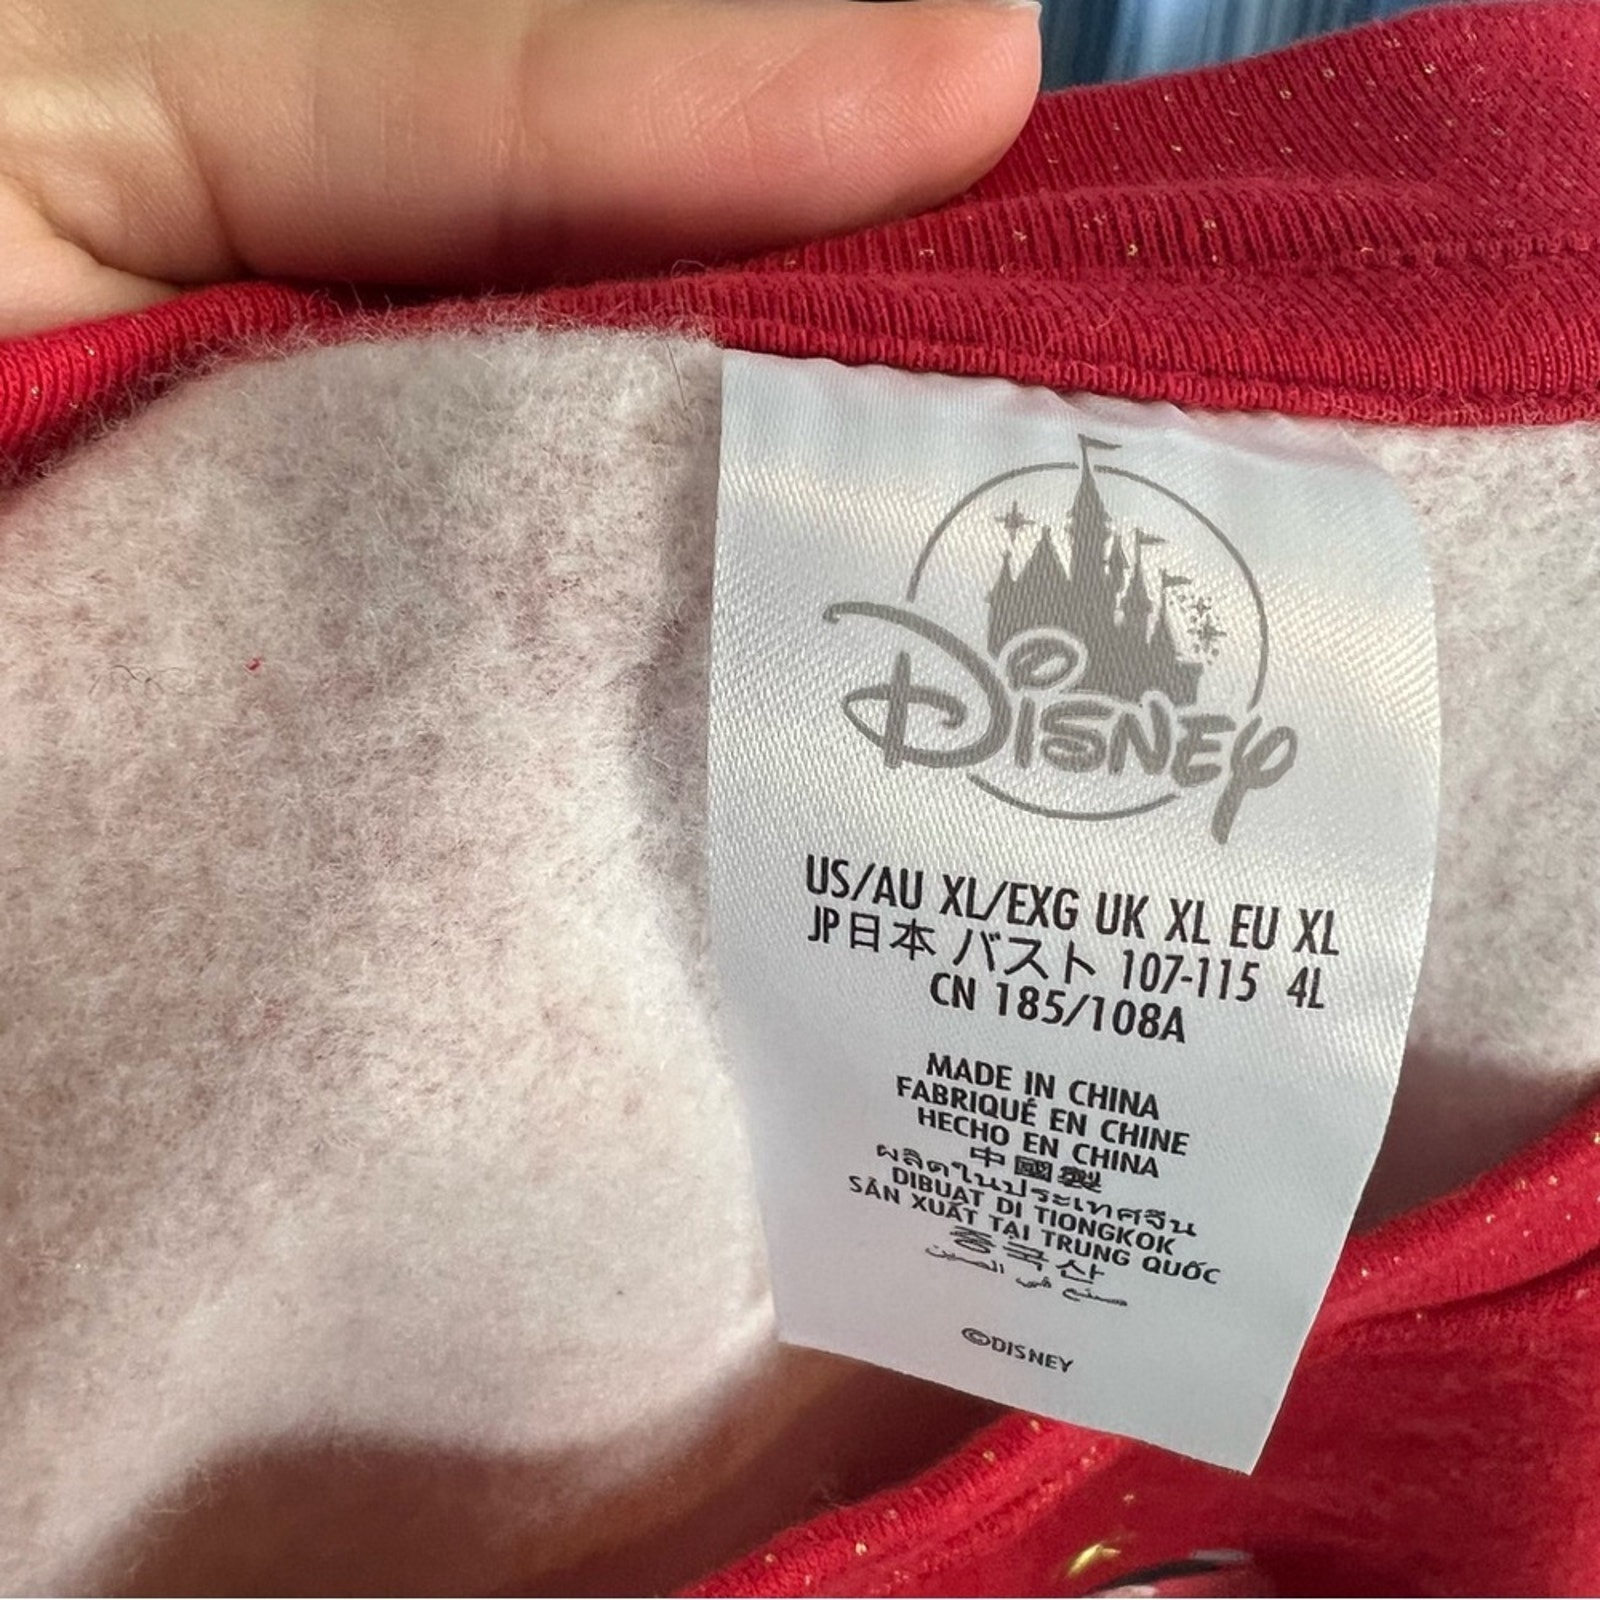 Disney
US/AU XL/EXG UK XL EU XL
JP日本 バスト 107-115 4L
CN 185/108A
MADE IN CHINA
FABRIQUÉ EN CHINE
HECHO EN CHINA
中國製
ผลิตในประเทศจีน
DIBUAT DI TIONGKOK
SẢN XUẤT TẠI TRUNG QUỐC
중국산
صنع في الصين
©DISNEY